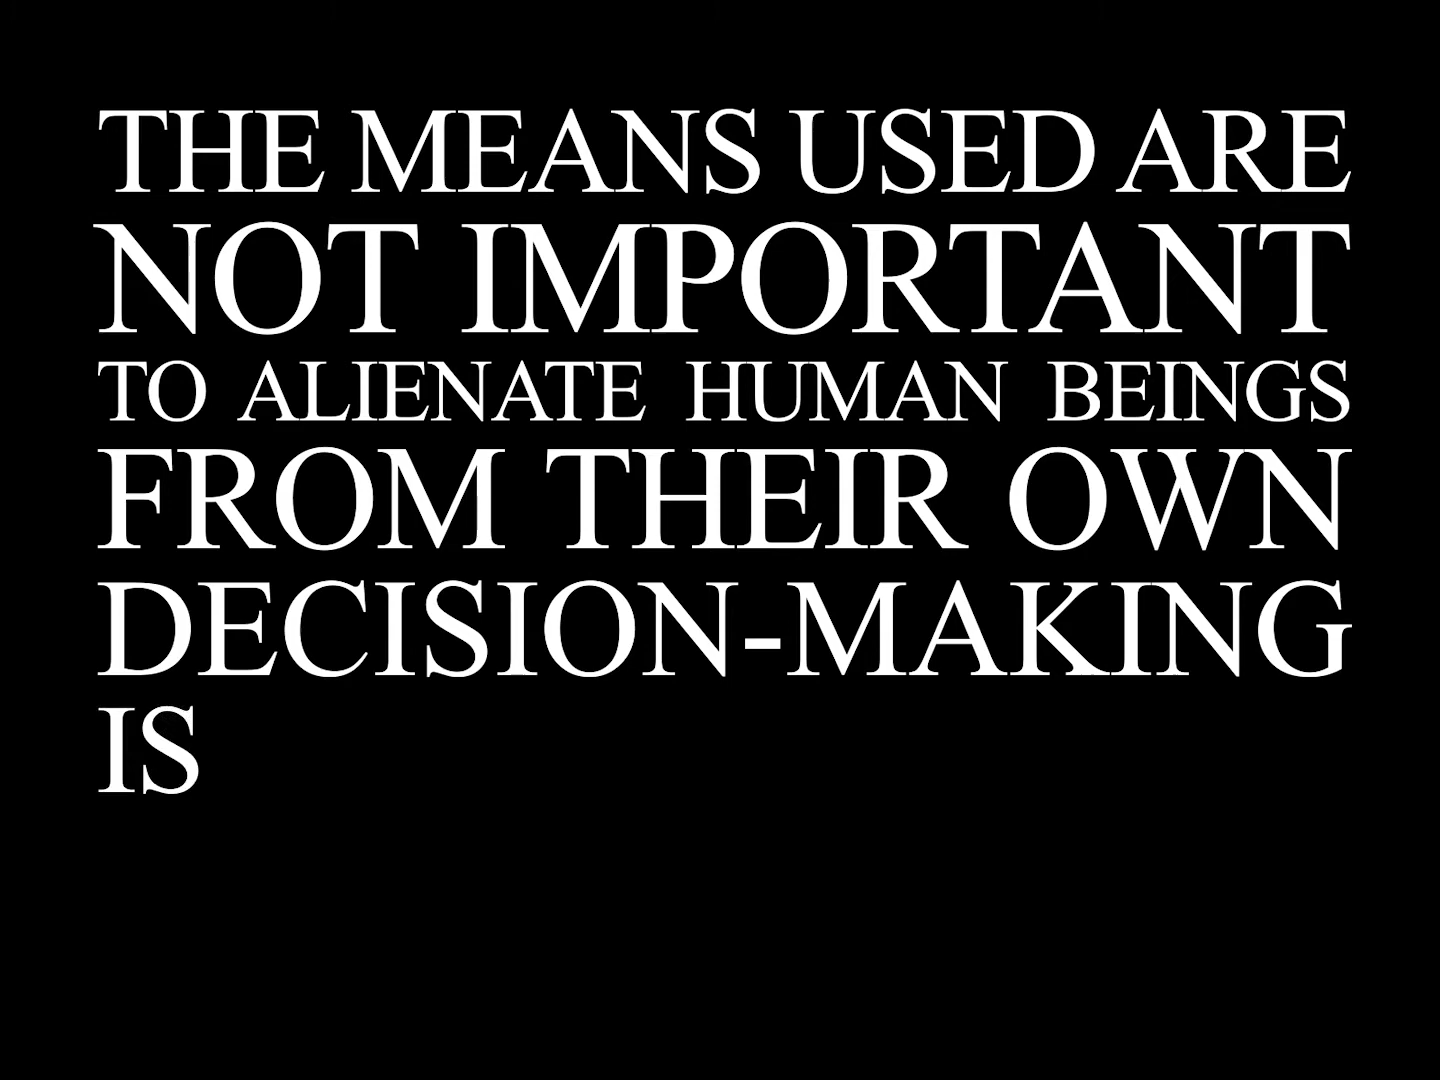 THE MEANS USED ARE
NOT IMPORTANT
TO ALIENATE HUMAN BEINGS
FROM THEIR OWN
DECISION-MAKING
IS